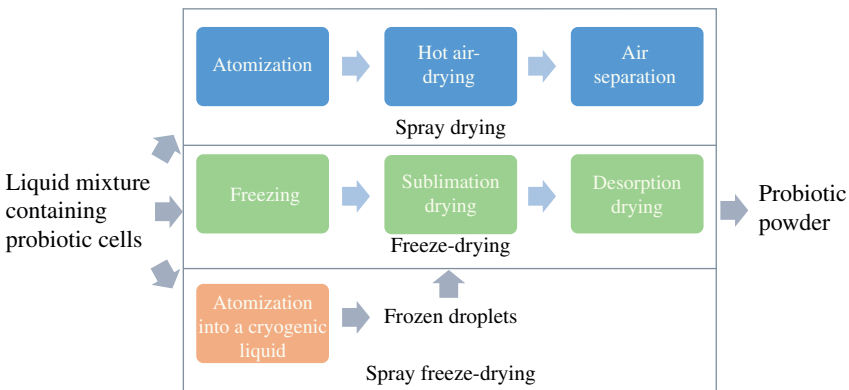 Atomization
Hot air-
drying
Air
separation
Spray drying
Liquid mixture
containing
probiotic cells
Freezing
Sublimation
drying
Desorption
drying
Freeze-drying
Probiotic
powder
Atomization
into a cryogenic
liquid
Frozen droplets
Spray freeze-drying